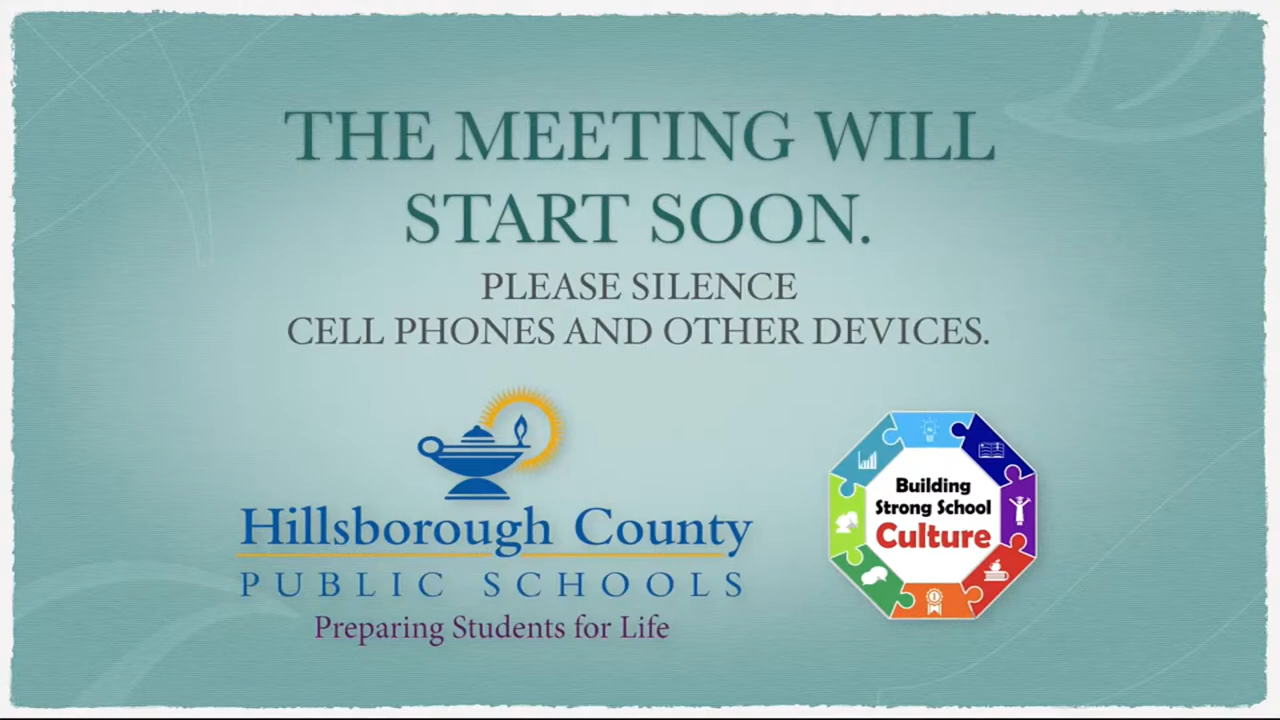 THE MEETING WILL
START SOON.
PLEASE SILENCE
CELL PHONES AND OTHER DEVICES.
Hillsborough County
PUBLIC SCHOOLS
Preparing Students for Life
Building
Strong School
Culture